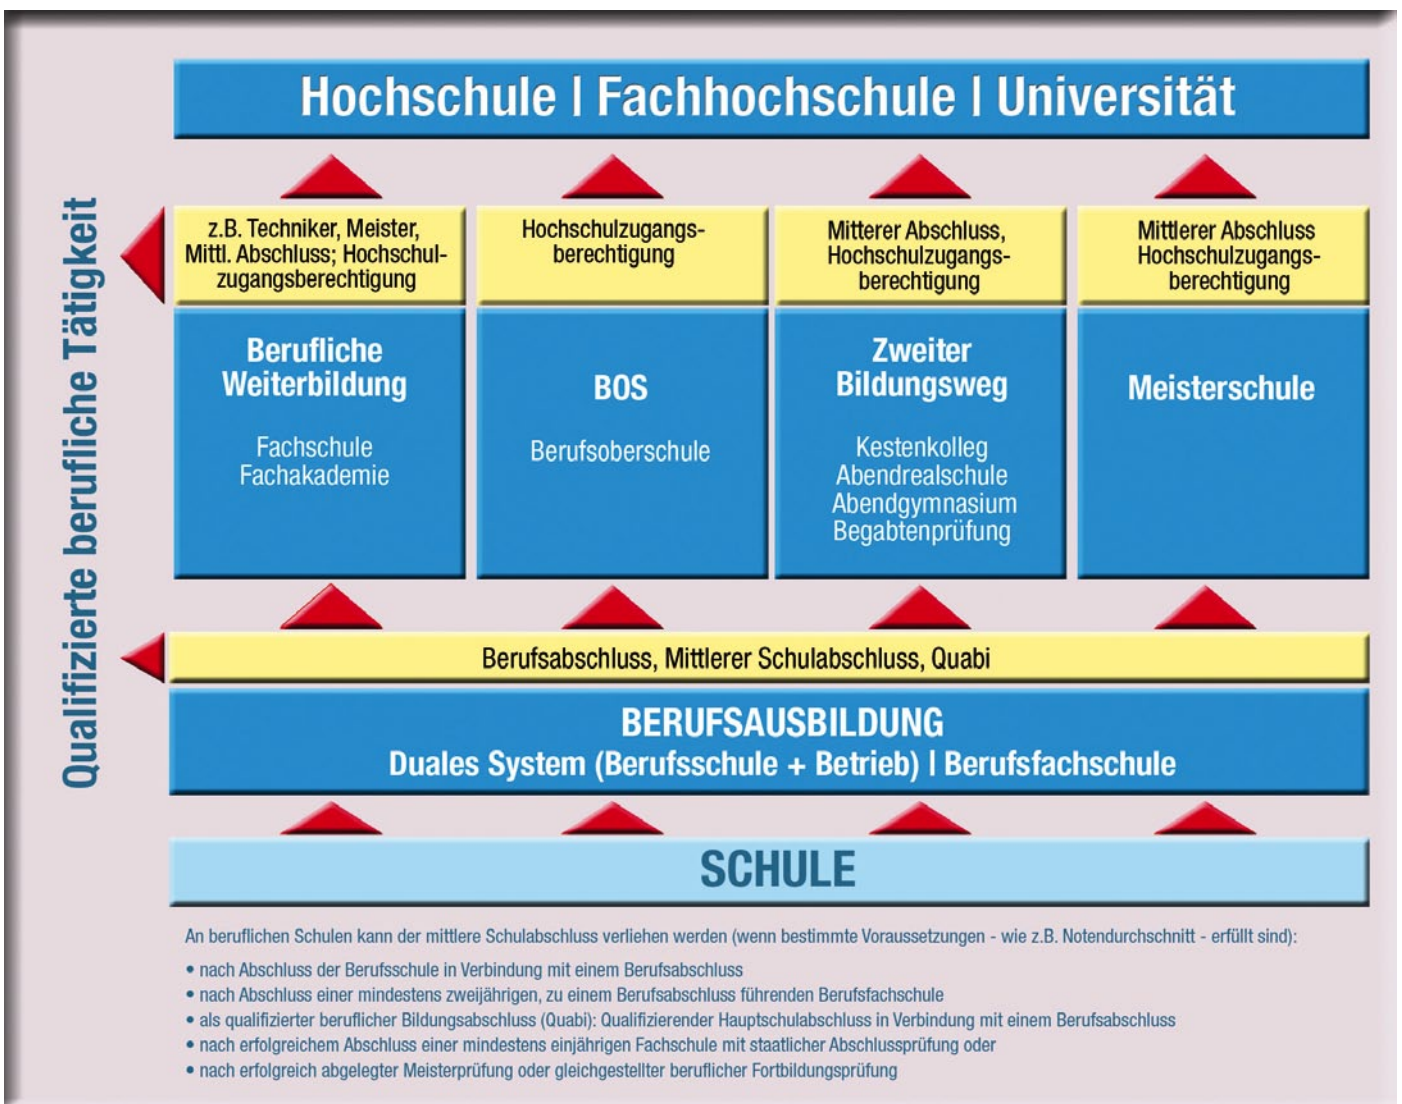 Hochschule | Fachhochschule | Universität
Qualifizierte berufliche Tätigkeit
z.B. Techniker, Meister,
Mittl. Abschluss; Hochschul-
zugangsberechtigung
Berufliche
Weiterbildung
Fachschule
Fachakademie
Hochschulzugangs-
berechtigung
BOS
Berufsoberschule
Mitterer Abschluss,
Hochschulzugangs-
berechtigung
Zweiter
Bildungsweg
Kestenkolleg
Abendrealschule
Abendgymnasium
Begabtenprüfung
Mittlerer Abschluss
Hochschulzugangs-
berechtigung
Meisterschule
Berufsabschluss, Mittlerer Schulabschluss, Quabi
BERUFSAUSBILDUNG
Duales System (Berufsschule + Betrieb) | Berufsfachschule
SCHULE
An beruflichen Schulen kann der mittlere Schulabschluss verliehen werden (wenn bestimmte Voraussetzungen - wie z.B. Notendurchschnitt - erfüllt sind):
• nach Abschluss der Berufsschule in Verbindung mit einem Berufsabschluss
• nach Abschluss einer mindestens zweijährigen, zu einem Berufsabschluss führenden Berufsfachschule
• als qualifizierter beruflicher Bildungsabschluss (Quabi): Qualifizierender Hauptschulabschluss in Verbindung mit einem Berufsabschluss
• nach erfolgreichem Abschluss einer mindestens einjährigen Fachschule mit staatlicher Abschlussprüfung oder
• nach erfolgreich abgelegter Meisterprüfung oder gleichgestellter beruflicher Fortbildungsprüfung